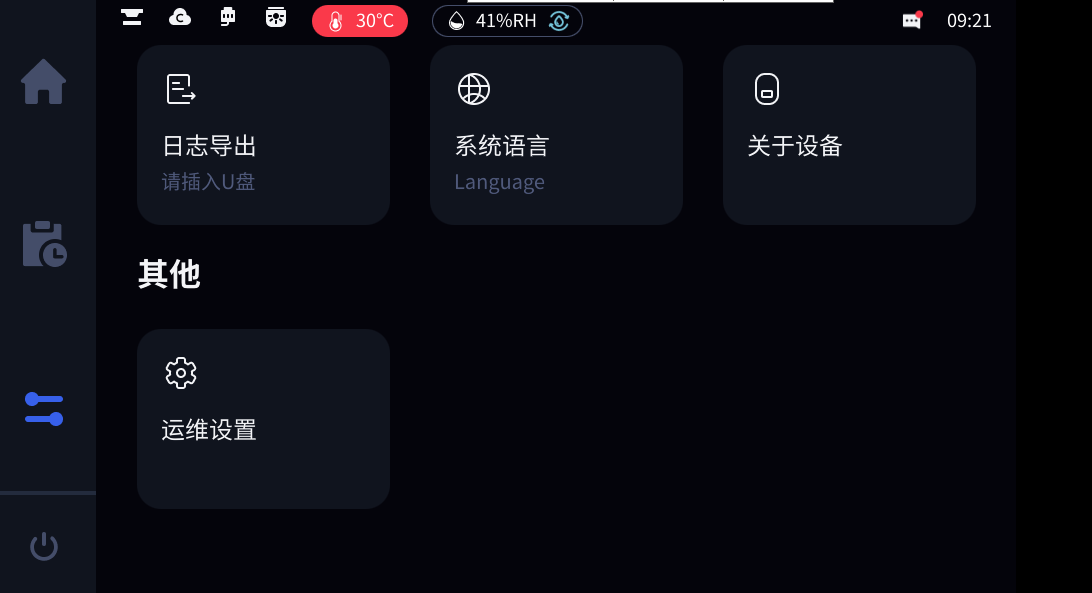 30°C
41%RH
09:21
日志导出
请插入U盘
系统语言
Language
关于设备
其他
运维设置